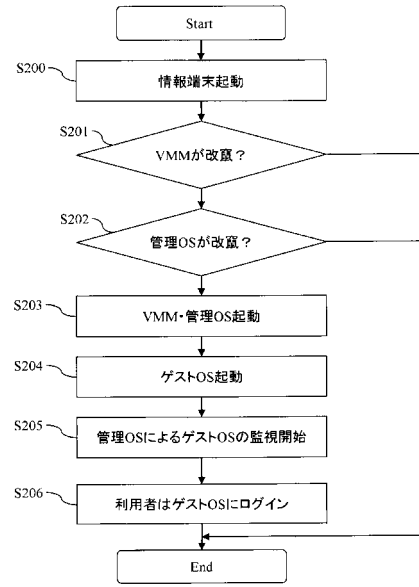 Start
S200
情報端末起動
S201
VMMが改竄?
S202
管理OSが改竄?
S203
VMM・管理OS起動
S204
ゲストOS起動
S205
管理OSによるゲストOSの監視開始
S206
利用者はゲストOSにログイン
End